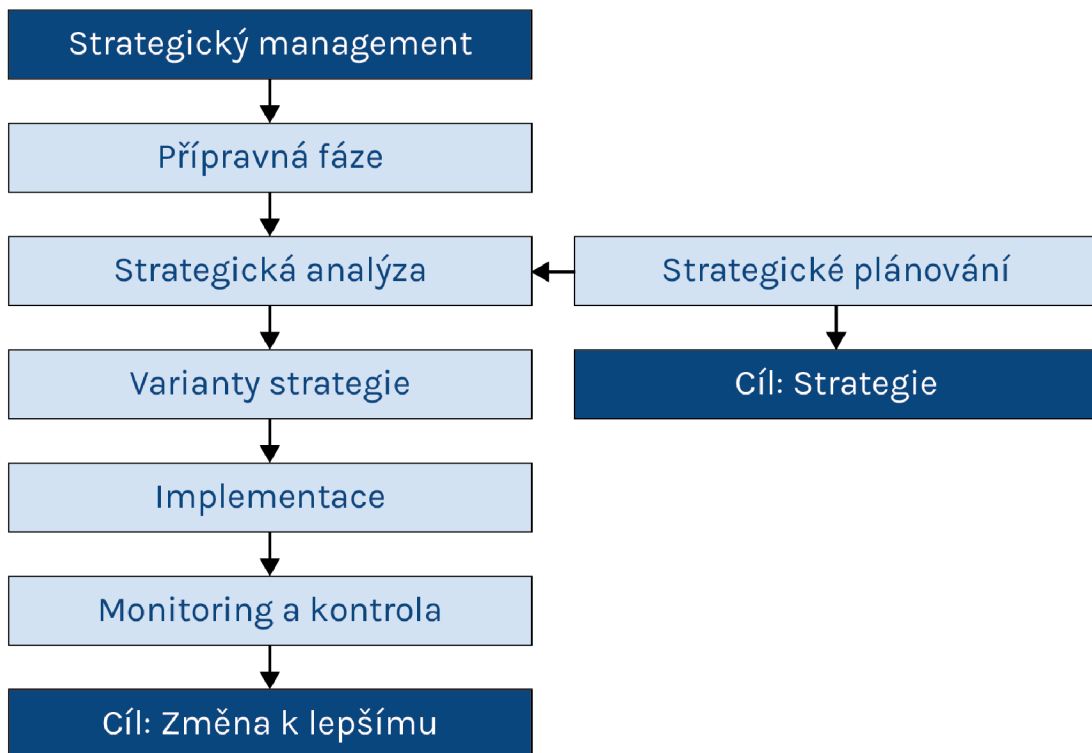 Strategický management
Přípravná fáze
Strategická analýza
Strategické plánování
Varianty strategie
Cíl: Strategie
Implementace
Monitoring a kontrola
Cíl: Změna k lepšímu